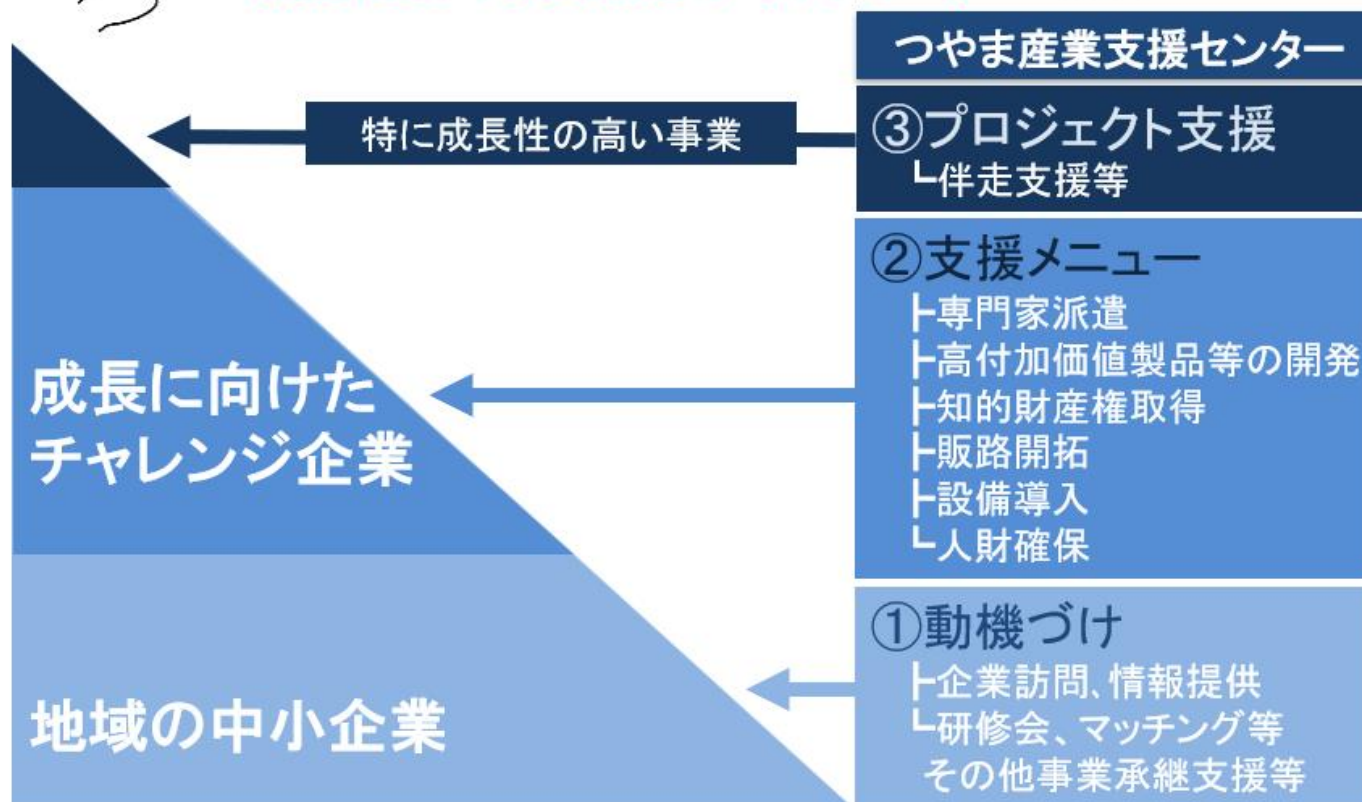 つやま産業支援センター
特に成長性の高い事業
③プロジェクト支援
┗伴走支援等
②支援メニュー
┣専門家派遣
┣高付加価値製品等の開発
┣知的財産権取得
┣販路開拓
┣設備導入
┗人財確保
成長に向けた
チャレンジ企業
①動機づけ
┣企業訪問、情報提供
┗研修会、マッチング等
その他事業承継支援等
地域の中小企業